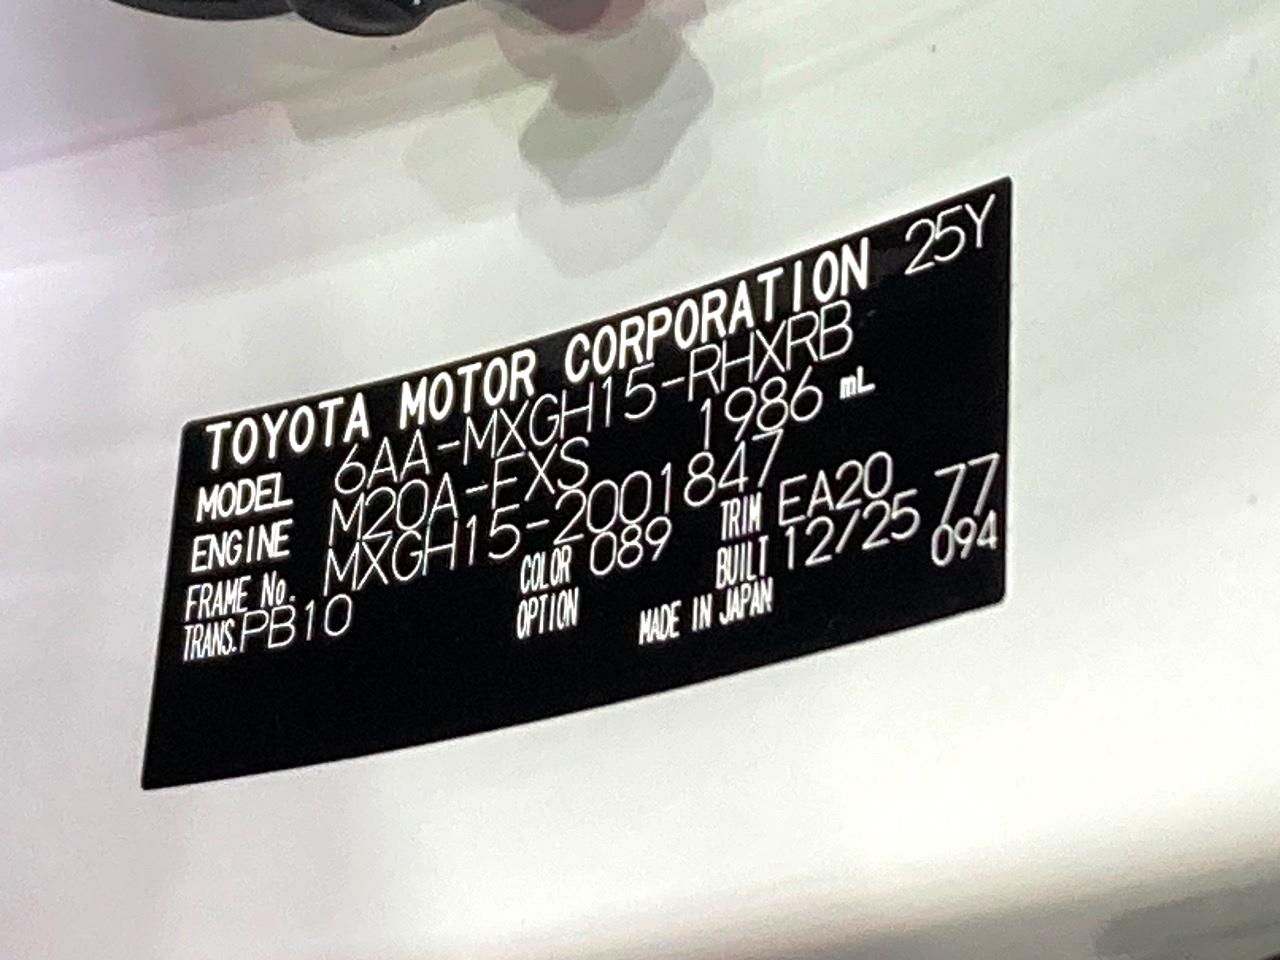 TOYOTA MOTOR CORPORATION 25Y
MODEL 6AA-MXGH15-RHXRB
ENGINE M20A-FXS 1986 mL
FRAME No. MXGH15-2001847
TRANS. PB10 COLOR 089 TRIM EA20 77
OPTION BUILT 12/25 094
MADE IN JAPAN